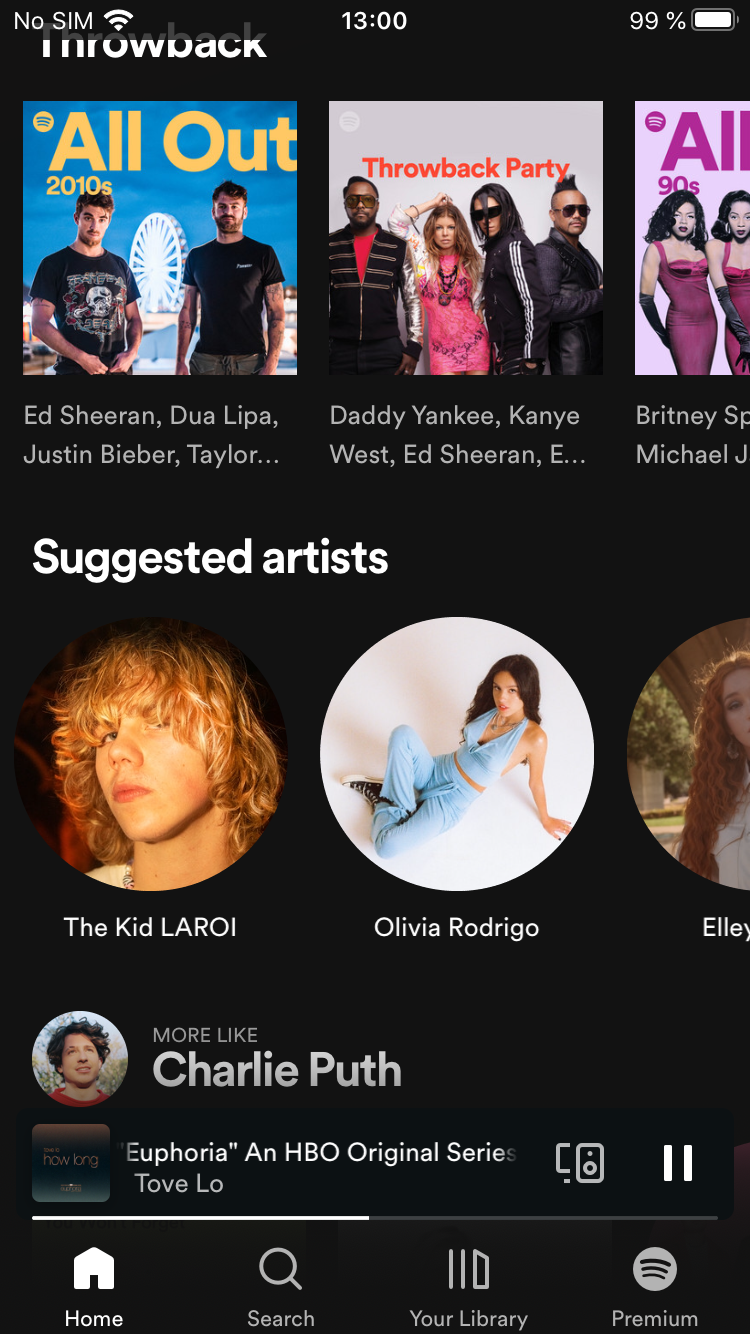 No SIM 13:00 99 %
Throwback
All Out
2010s
Throwback Party
All
90s
Ed Sheeran, Dua Lipa,
Justin Bieber, Taylor...
Daddy Yankee, Kanye
West, Ed Sheeran, E...
Britney Sp
Michael J
Suggested artists
The Kid LAROI
Olivia Rodrigo
Elley
MORE LIKE
Charlie Puth
how long
"Euphoria" An HBO Original Series
Tove Lo
Home
Search
Your Library
Premium